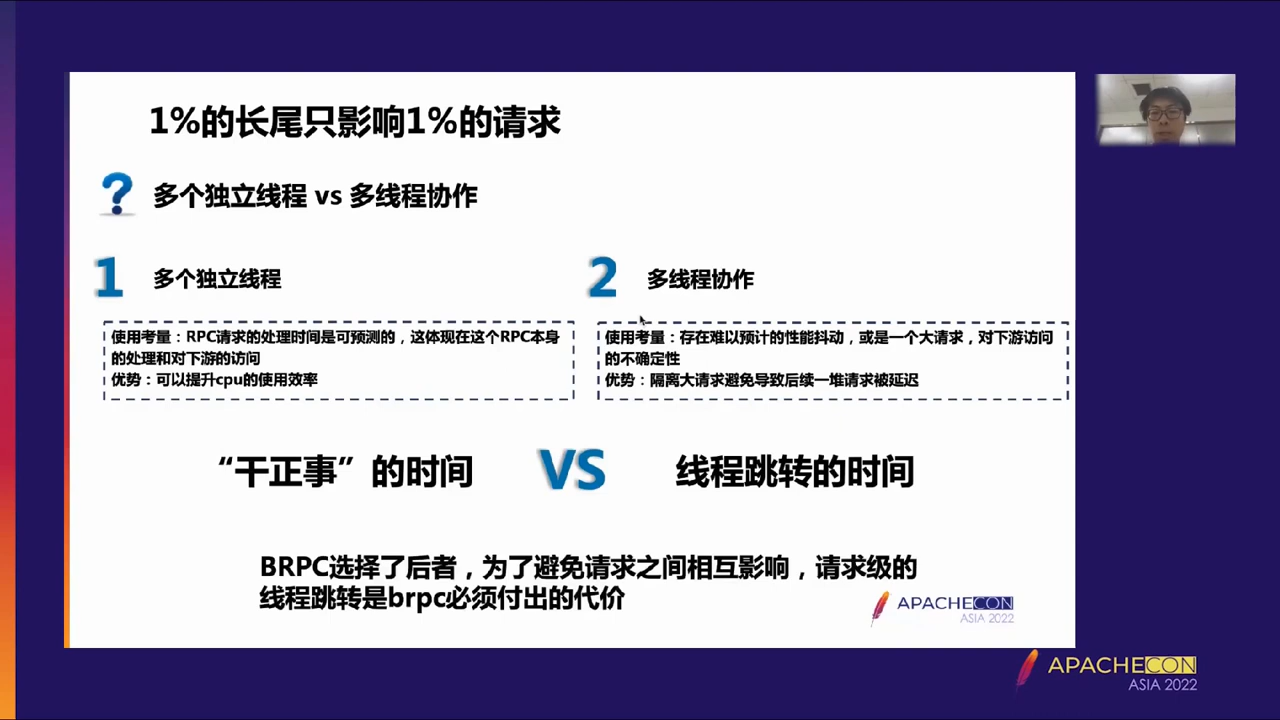 1%的长尾只影响1%的请求
? 多个独立线程 vs 多线程协作
1 多个独立线程
使用考量：RPC请求的处理时间是可预测的，这体现在这个RPC本身
的处理和对下游的访问
优势：可以提升cpu的使用效率
2 多线程协作
使用考量：存在难以预计的性能抖动，或是一个大请求，对下游访问
的不确定性
优势：隔离大请求避免导致后续一堆请求被延迟
“干正事”的时间 VS 线程跳转的时间
BRPC选择了后者，为了避免请求之间相互影响，请求级的
线程跳转是brpc必须付出的代价
APACHECON
ASIA 2022
APACHECON
ASIA 2022